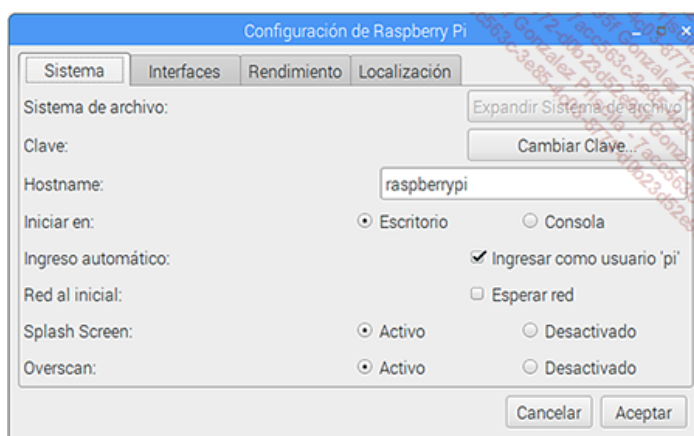 Configuración de Raspberry Pi
Sistema Interfaces Rendimiento Localización
Sistema de archivo: Expandir Sistema de archivo
Clave: Cambiar Clave...
Hostname: raspberrypi
Iniciar en: Escritorio Consola
Ingreso automático: Ingresar como usuario 'pi'
Red al inicial: Esperar red
Splash Screen: Activo Desactivado
Overscan: Activo Desactivado
Cancelar Aceptar